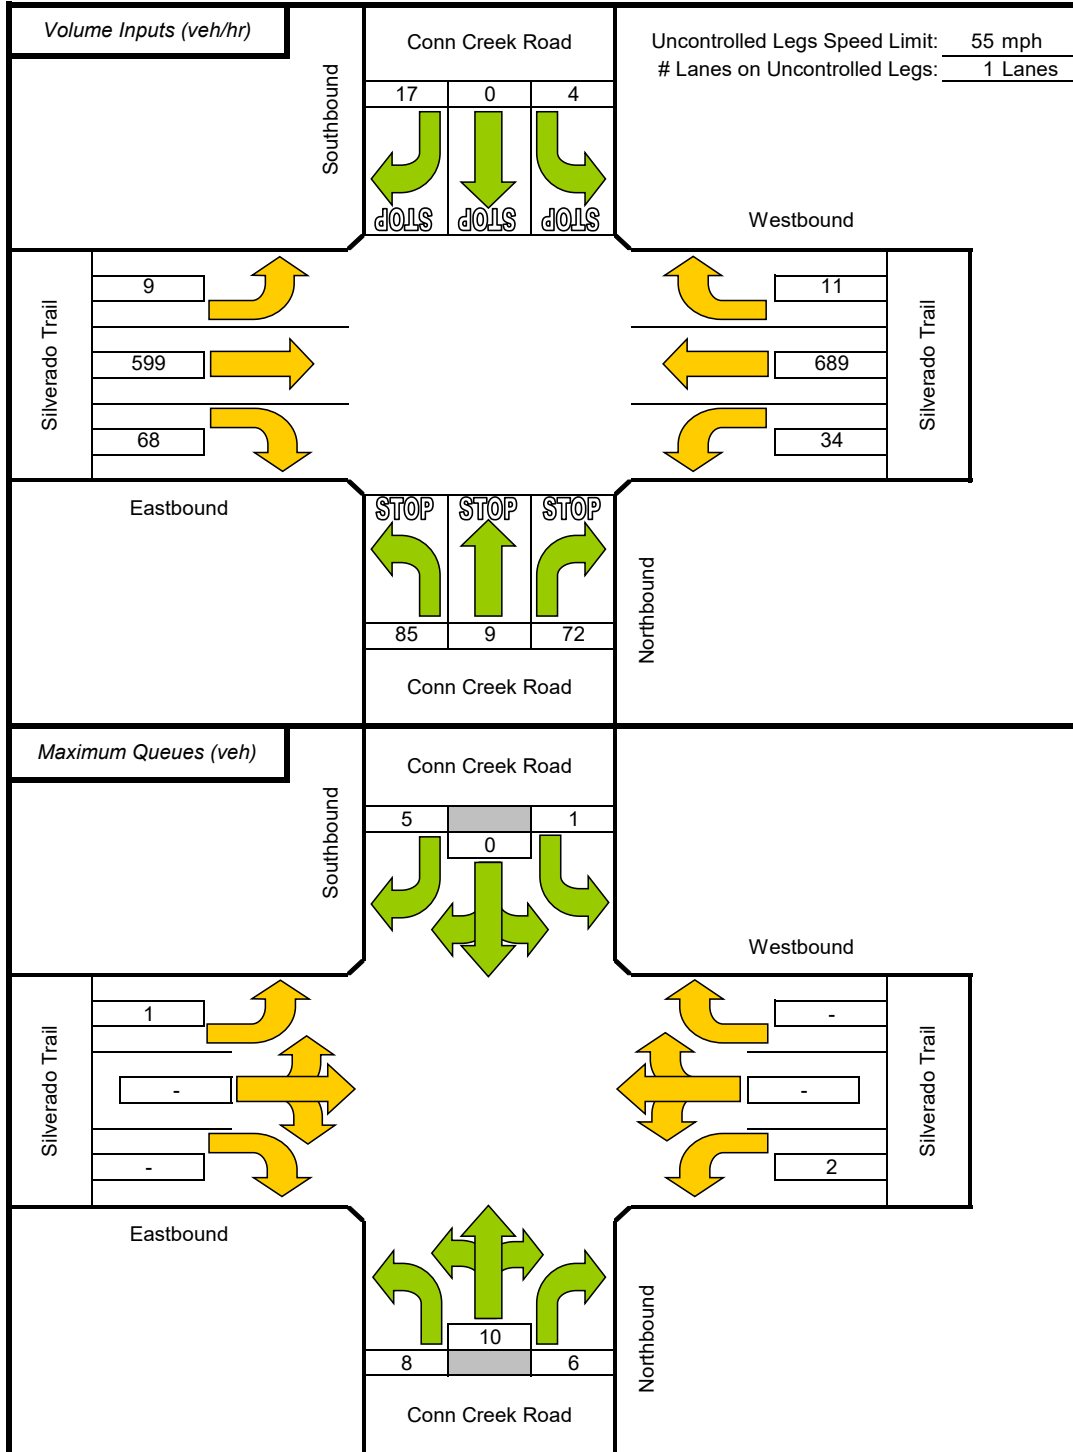 Volume Inputs (veh/hr)
Conn Creek Road
Uncontrolled Legs Speed Limit: 55 mph
# Lanes on Uncontrolled Legs: 1 Lanes
Southbound
17 0 4
STOP STOP STOP
Westbound
Silverado Trail
9
599
68
11
689
34
Silverado Trail
Eastbound
STOP STOP STOP
Northbound
85 9 72
Conn Creek Road
Maximum Queues (veh)
Conn Creek Road
Southbound
5 1
0
Westbound
Silverado Trail
1
-
-
-
-
2
Silverado Trail
Eastbound
Northbound
10
8 6
Conn Creek Road